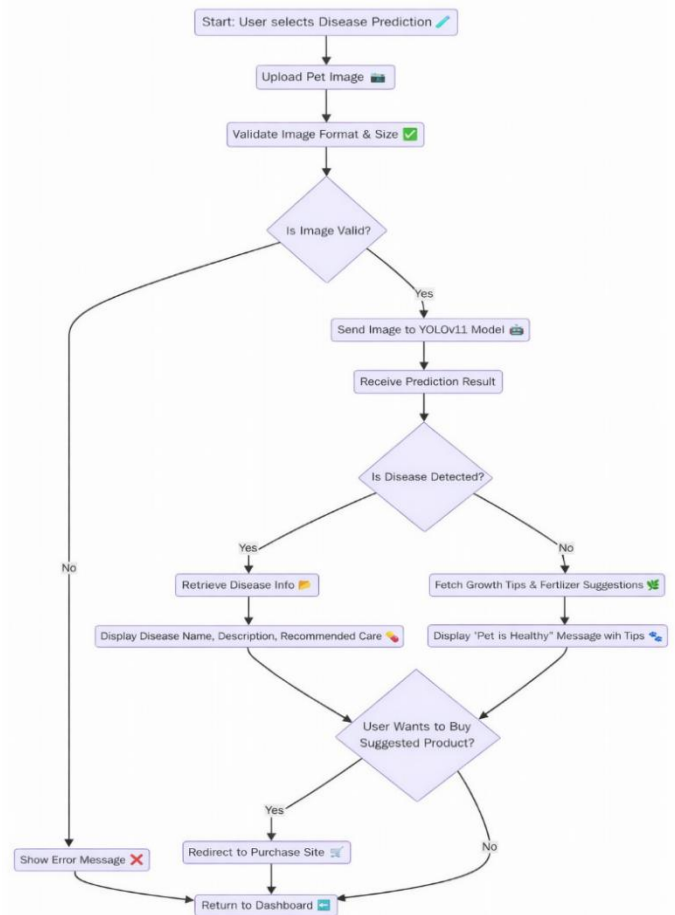 Start: User selects Disease Prediction 🧪
Upload Pet Image 📷
Validate Image Format & Size ✅
Is Image Valid?
Yes
Send Image to YOLOv11 Model 🤖
Receive Prediction Result
Is Disease Detected?
Yes
No
No
Retrieve Disease Info 📂
Fetch Growth Tips & Fertlizer Suggestions 🌿
Display Disease Name, Description, Recommended Care 💊
Display "Pet is Healthy" Message wih Tips 🐾
User Wants to Buy
Suggested Product?
Yes
No
Show Error Message ❌
Redirect to Purchase Site 🛒
Return to Dashboard ⬅️